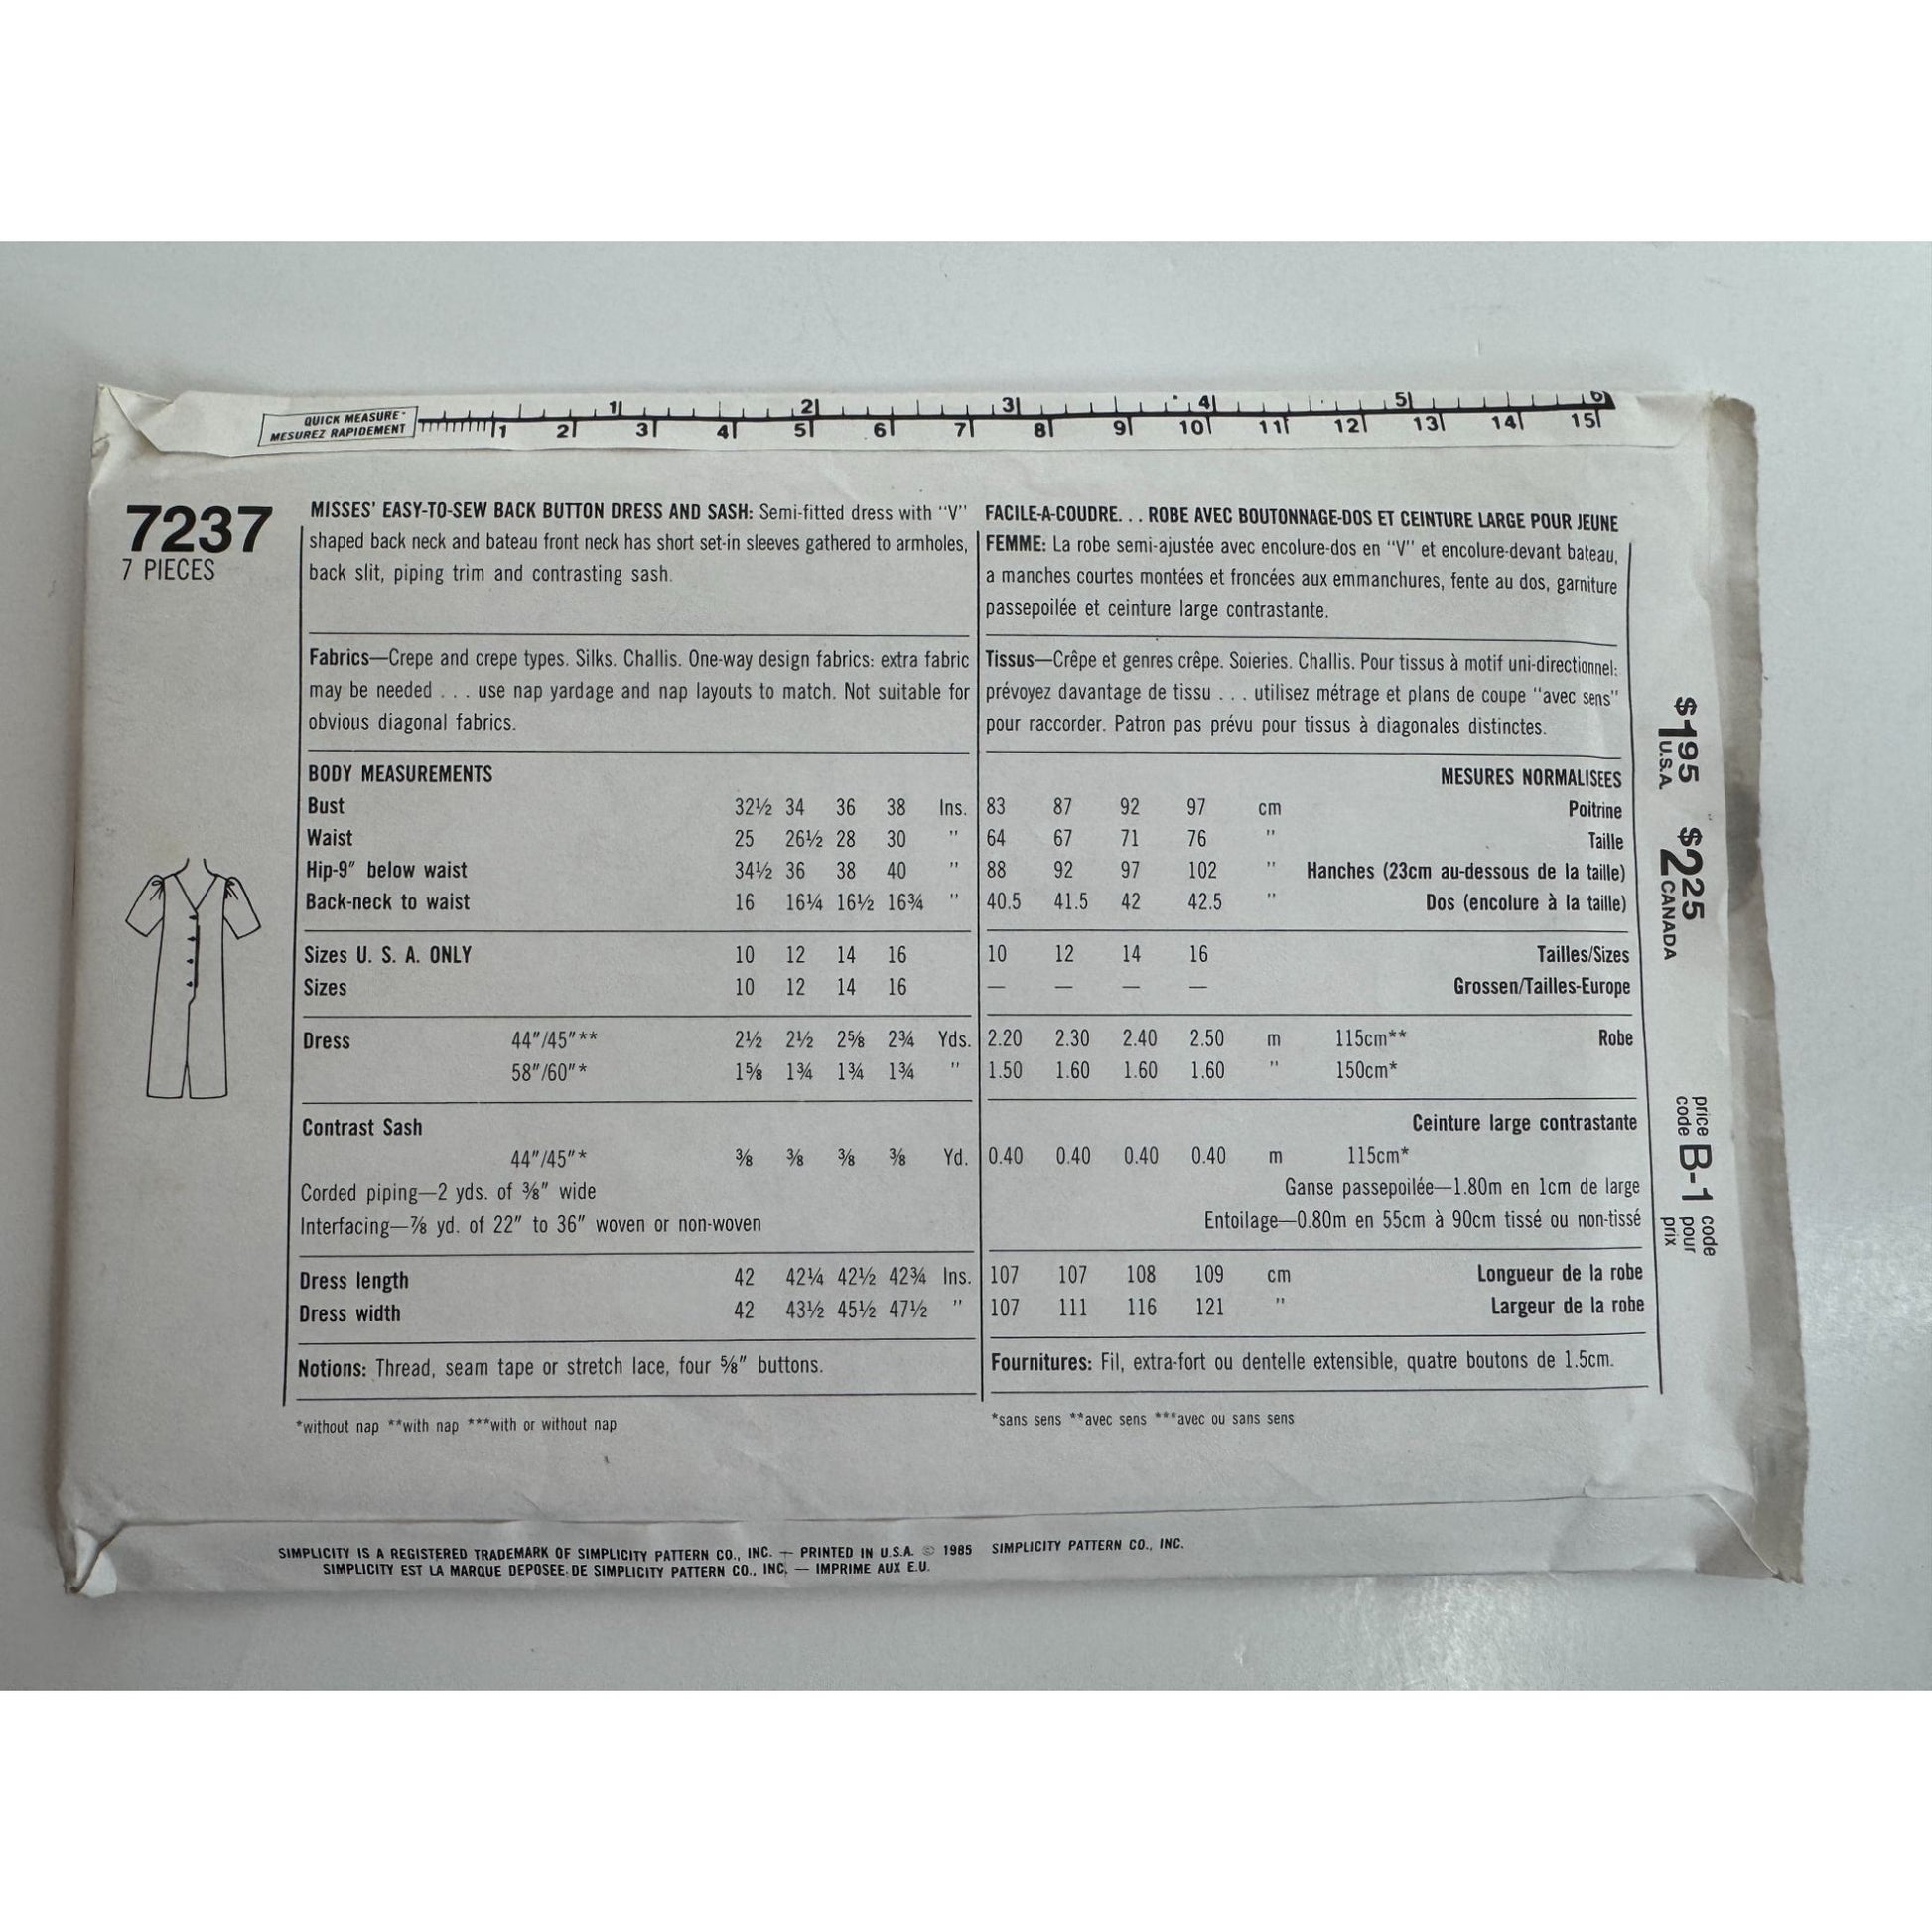 QUICK MEASURE
MESUREZ RAPIDEMENT
1 2 3 4 5 6
1 2 3 4 5 6 7 8 9 10 11 12 13 14 15
7237
7 PIECES
MISSES' EASY-TO-SEW BACK BUTTON DRESS AND SASH: Semi-fitted dress with "V"
shaped back neck and bateau front neck has short set-in sleeves gathered to armholes,
back slit, piping trim and contrasting sash.
Fabrics—Crepe and crepe types. Silks. Challis. One-way design fabrics: extra fabric
may be needed . . . use nap yardage and nap layouts to match. Not suitable for
obvious diagonal fabrics.
BODY MEASUREMENTS
Bust 32½ 34 36 38 Ins.
Waist 25 26½ 28 30 "
Hip-9" below waist 34½ 36 38 40 "
Back-neck to waist 16 16¼ 16½ 16¾ "
Sizes U. S. A. ONLY 10 12 14 16
Sizes 10 12 14 16
Dress 44"/45"** 2½ 2½ 2⅝ 2¾ Yds.
58"/60"* 1⅝ 1¾ 1¾ 1¾ "
Contrast Sash
44"/45"* ⅜ ⅜ ⅜ ⅜ Yd.
Corded piping—2 yds. of ⅜" wide
Interfacing—⅞ yd. of 22" to 36" woven or non-woven
Dress length 42 42¼ 42½ 42¾ Ins.
Dress width 42 43½ 45½ 47½ "
Notions: Thread, seam tape or stretch lace, four ⅝" buttons.
*without nap **with nap ***with or without nap
FACILE-A-COUDRE. . . ROBE AVEC BOUTONNAGE-DOS ET CEINTURE LARGE POUR JEUNE
FEMME: La robe semi-ajustée avec encolure-dos en "V" et encolure-devant bateau,
a manches courtes montées et froncées aux emmanchures, fente au dos, garniture
passepoilée et ceinture large contrastante.
Tissus—Crêpe et genres crêpe. Soieries. Challis. Pour tissus à motif uni-directionnel:
prévoyez davantage de tissu . . . utilisez métrage et plans de coupe "avec sens"
pour raccorder. Patron pas prévu pour tissus à diagonales distinctes.
MESURES NORMALISEES
83 87 92 97 cm Poitrine
64 67 71 76 " Taille
88 92 97 102 " Hanches (23cm au-dessous de la taille)
40.5 41.5 42 42.5 " Dos (encolure à la taille)
10 12 14 16 Tailles/Sizes
— — — — Grossen/Tailles-Europe
2.20 2.30 2.40 2.50 m 115cm** Robe
1.50 1.60 1.60 1.60 " 150cm*
Ceinture large contrastante
0.40 0.40 0.40 0.40 m 115cm*
Ganse passepoilée—1.80m en 1cm de large
Entoilage—0.80m en 55cm à 90cm tissé ou non-tissé
107 107 108 109 cm Longueur de la robe
107 111 116 121 " Largeur de la robe
Fournitures: Fil, extra-fort ou dentelle extensible, quatre boutons de 1.5cm.
*sans sens **avec sens ***avec ou sans sens
$195 U.S.A. $225 CANADA
price code B-1 code pour prix
SIMPLICITY IS A REGISTERED TRADEMARK OF SIMPLICITY PATTERN CO., INC. — PRINTED IN U.S.A. © 1985 SIMPLICITY PATTERN CO., INC.
SIMPLICITY EST LA MARQUE DEPOSEE DE SIMPLICITY PATTERN CO., INC. — IMPRIME AUX E.U.